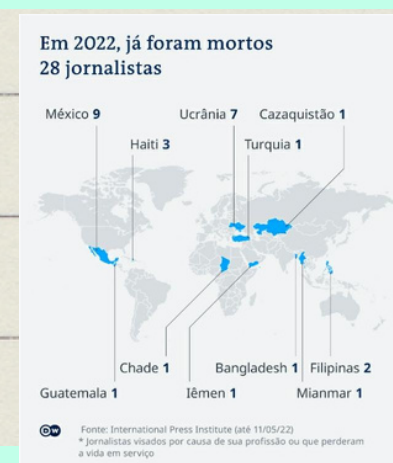 Em 2022, já foram mortos
28 jornalistas
México 9
Ucrânia 7
Cazaquistão 1
Haiti 3
Turquia 1
Chade 1
Bangladesh 1
Filipinas 2
Guatemala 1
Iêmen 1
Mianmar 1
DW
Fonte: International Press Institute (até 11/05/22)
* Jornalistas visados por causa de sua profissão ou que perderam
a vida em serviço